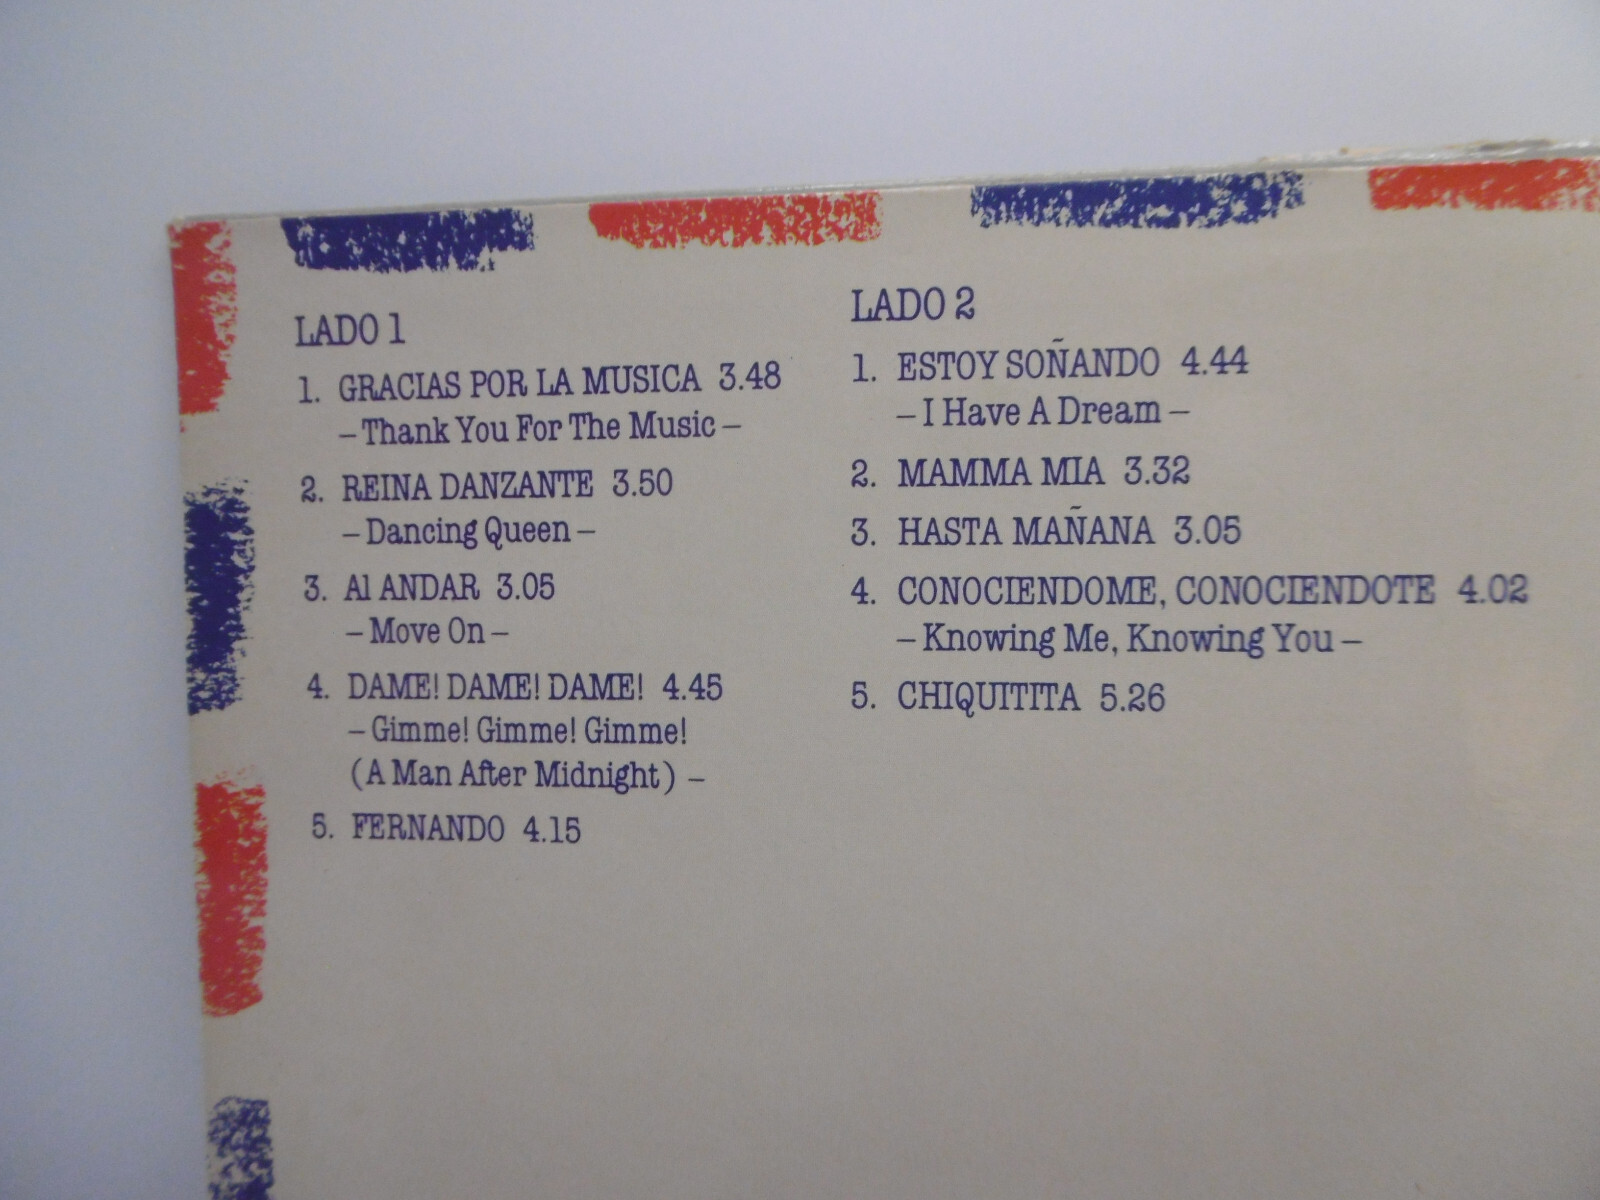 LADO 1
1. GRACIAS POR LA MUSICA 3.48
– Thank You For The Music –
2. REINA DANZANTE 3.50
– Dancing Queen –
3. Al ANDAR 3.05
– Move On –
4. DAME! DAME! DAME! 4.45
– Gimme! Gimme! Gimme!
(A Man After Midnight) –
5. FERNANDO 4.15
LADO 2
1. ESTOY SOÑANDO 4.44
– I Have A Dream –
2. MAMMA MIA 3.32
3. HASTA MAÑANA 3.05
4. CONOCIENDOME, CONOCIENDOTE 4.02
– Knowing Me, Knowing You –
5. CHIQUITITA 5.26